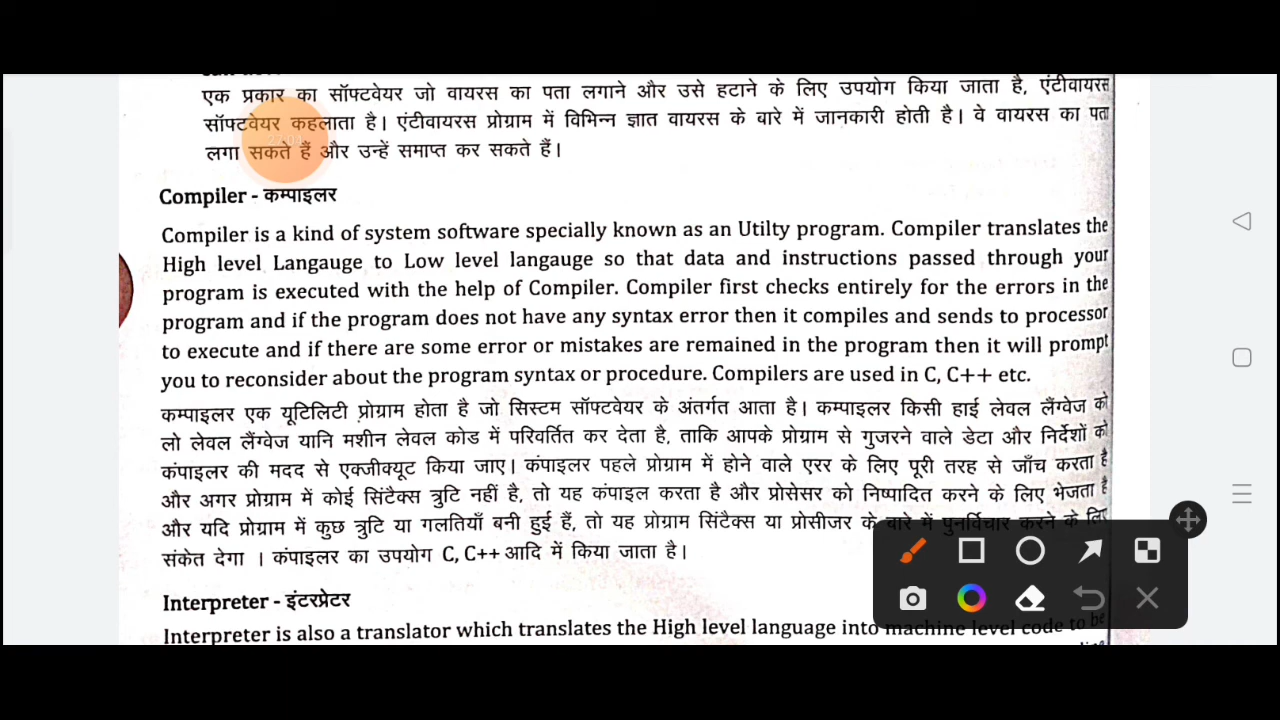 एक प्रकार का सॉफ्टवेयर जो वायरस का पता लगाने और उसे हटाने के लिए उपयोग किया जाता है, एंटीवायरस
सॉफ्टवेयर कहलाता है। एंटीवायरस प्रोग्राम में विभिन्न ज्ञात वायरस के बारे में जानकारी होती है। वे वायरस का पता
लगा सकते हैं और उन्हें समाप्त कर सकते हैं।
Compiler - कम्पाइलर
Compiler is a kind of system software specially known as an Utilty program. Compiler translates the
High level Langauge to Low level langauge so that data and instructions passed through your
program is executed with the help of Compiler. Compiler first checks entirely for the errors in the
program and if the program does not have any syntax error then it compiles and sends to processor
to execute and if there are some error or mistakes are remained in the program then it will prompt
you to reconsider about the program syntax or procedure. Compilers are used in C, C++ etc.
कम्पाइलर एक यूटिलिटी प्रोग्राम होता है जो सिस्टम सॉफ्टवेयर के अंतर्गत आता है। कम्पाइलर किसी हाई लेवल लैंग्वेज को
लो लेवल लैंग्वेज यानि मशीन लेवल कोड में परिवर्तित कर देता है, ताकि आपके प्रोग्राम से गुजरने वाले डेटा और निर्देशों को
कंपाइलर की मदद से एक्जीक्यूट किया जाए। कंपाइलर पहले प्रोग्राम में होने वाले एरर के लिए पूरी तरह से जाँच करता है
और अगर प्रोग्राम में कोई सिंटैक्स त्रुटि नहीं है, तो यह कंपाइल करता है और प्रोसेसर को निष्पादित करने के लिए भेजता है
और यदि प्रोग्राम में कुछ त्रुटि या गलतियाँ बनी हुई हैं, तो यह प्रोग्राम सिंटैक्स या प्रोसीजर के बारे में पुनर्विचार करने के लिए
संकेत देगा । कंपाइलर का उपयोग C, C++ आदि में किया जाता है।
Interpreter - इंटरप्रेटर
Interpreter is also a translator which translates the High level language into machine level code to be